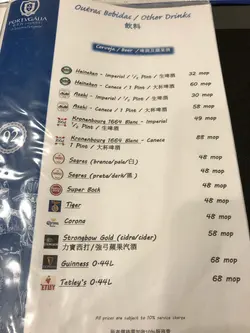 PORTUGALIA
Outras Bebidas / Other Drinks
飲料
Cerveja / Beer /
Heineken - Imperial / ½ Pint / 生啤酒 32 mop
Heineken - Caneca / 1 Pint / 大杯啤酒 60 mop
Asahi - Imperial / ½ Pint / 生啤酒 30 mop
Asahi - Caneca / 1 Pint / 大杯啤酒 58 mop
Kronenbourg 1664 Blanc - Imperial
½ Pint / 生啤酒 45 mop
Kronenbourg 1664 Blanc - Caneca
1 Pint / 大杯啤酒 88 mop
Sagres (branca/pale/白) 48 mop
Sagres (preta/dark/黑) 48 mop
Super Bock 48 mop
Tiger 48 mop
Corona 48 mop
Strongbow Gold (cidra/cider) 58 mop
力寶西打/強弓蘋果汽酒
Guinness 0.44L 68 mop
Tetley's 0.44L 68 mop
All prices are subject to 10% service charge